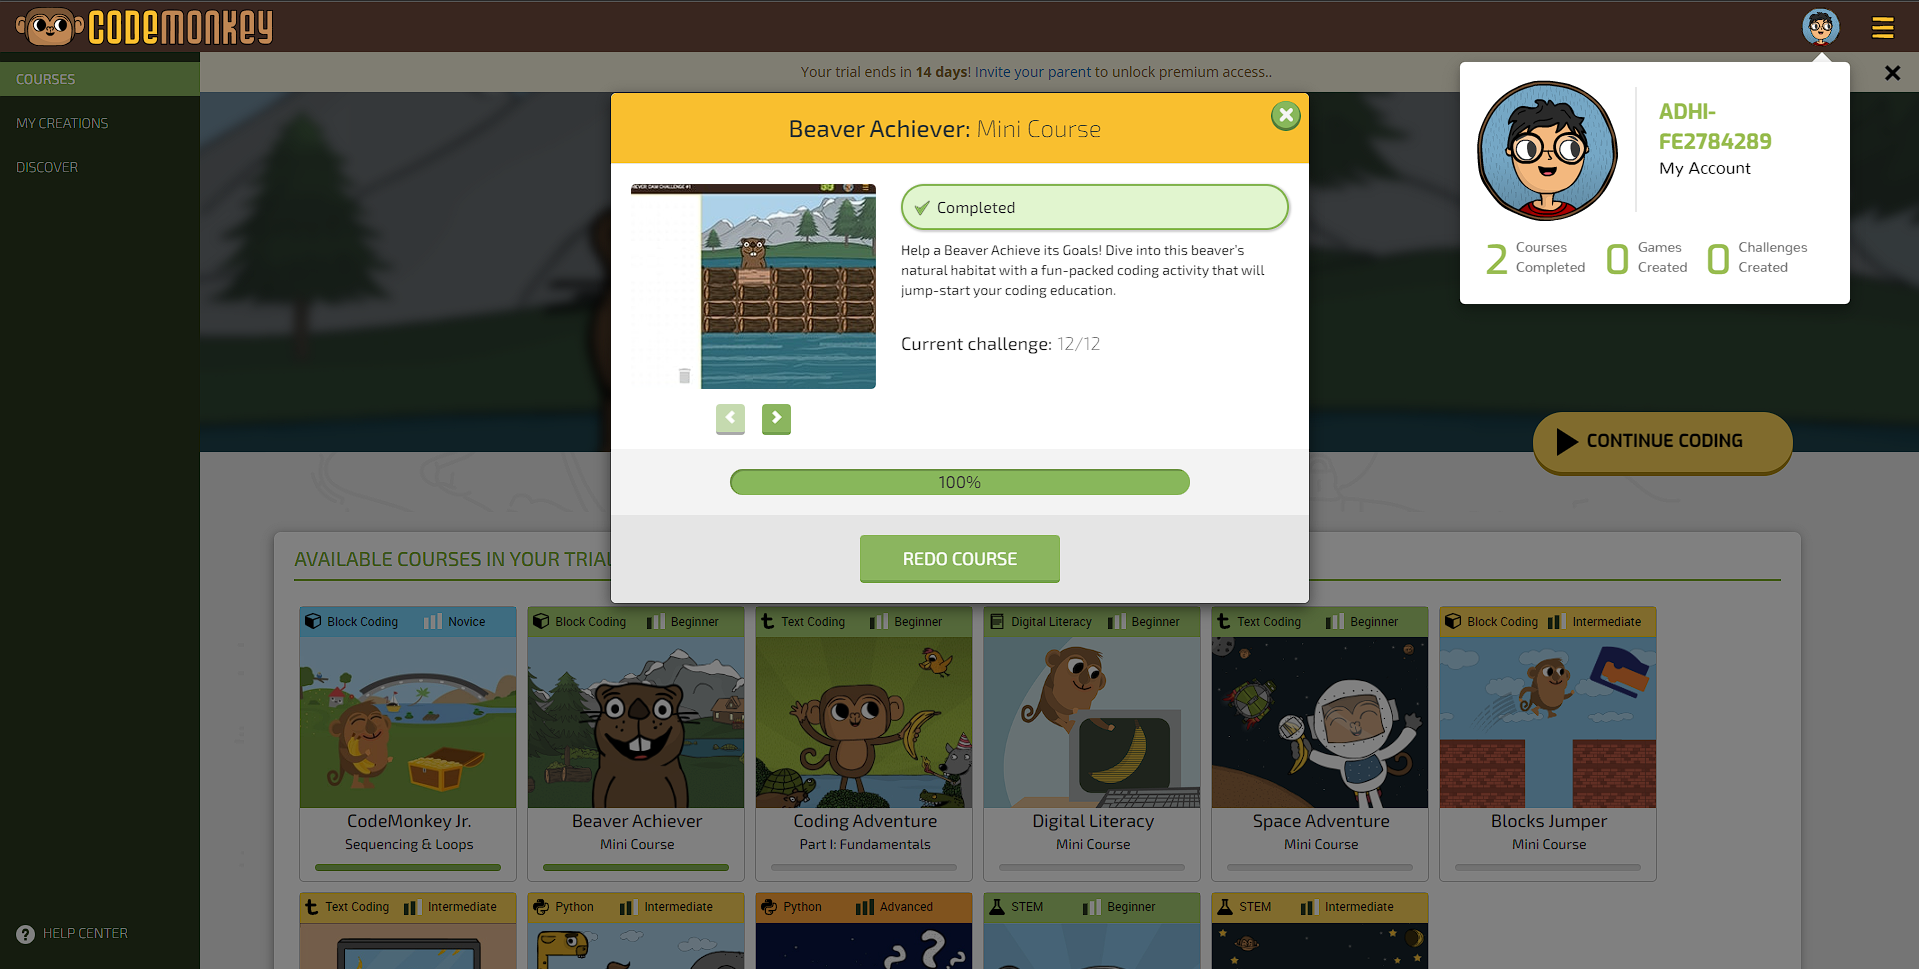 CODEMONKEY
COURSES
MY CREATIONS
DISCOVER
HELP CENTER
Your trial ends in 14 days! Invite your parent to unlock premium access..
ADHI-
FE2784289
My Account
2 Courses Completed
0 Games Created
0 Challenges Created
Beaver Achiever: Mini Course
Completed
Help a Beaver Achieve its Goals! Dive into this beaver's
natural habitat with a fun-packed coding activity that will
jump-start your coding education.
Current challenge: 12/12
100%
REDO COURSE
CONTINUE CODING
AVAILABLE COURSES IN YOUR TRIAL
Block Coding Novice
CodeMonkey Jr.
Sequencing & Loops
Block Coding Beginner
Beaver Achiever
Mini Course
Text Coding Beginner
Coding Adventure
Part I: Fundamentals
Digital Literacy Beginner
Digital Literacy
Mini Course
Text Coding Beginner
Space Adventure
Mini Course
Block Coding Intermediate
Blocks Jumper
Mini Course
Text Coding Intermediate
Python Intermediate
Python Advanced
STEM Beginner
STEM Intermediate